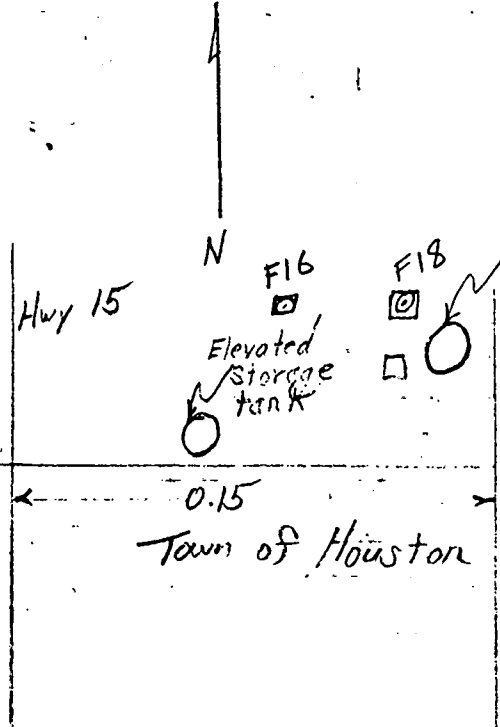 N
Hwy 15
F16
F18
Elevated
Storage
tank
0.15
Town of Houston